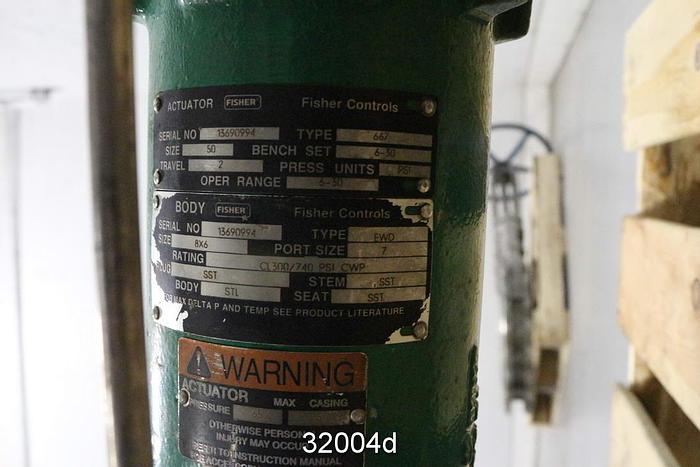 ACTUATOR FISHER Fisher Controls
SERIAL NO 13690994 TYPE 667
SIZE 50 BENCH SET 6-30
TRAVEL 2 PRESS UNITS PSI
OPER RANGE 6-30
BODY FISHER Fisher Controls
SERIAL NO 13690994 TYPE EWD
SIZE 8X6 PORT SIZE 7
RATING CL300/740 PSI CWP
PLUG SST STEM SST
BODY STL SEAT SST
FOR MAX DELTA P AND TEMP SEE PRODUCT LITERATURE
WARNING
ACTUATOR MAX CASING
PRESSURE
OTHERWISE PERSON
INJURY MAY OCCU
TO INSTRUCTION MANUAL
32004d